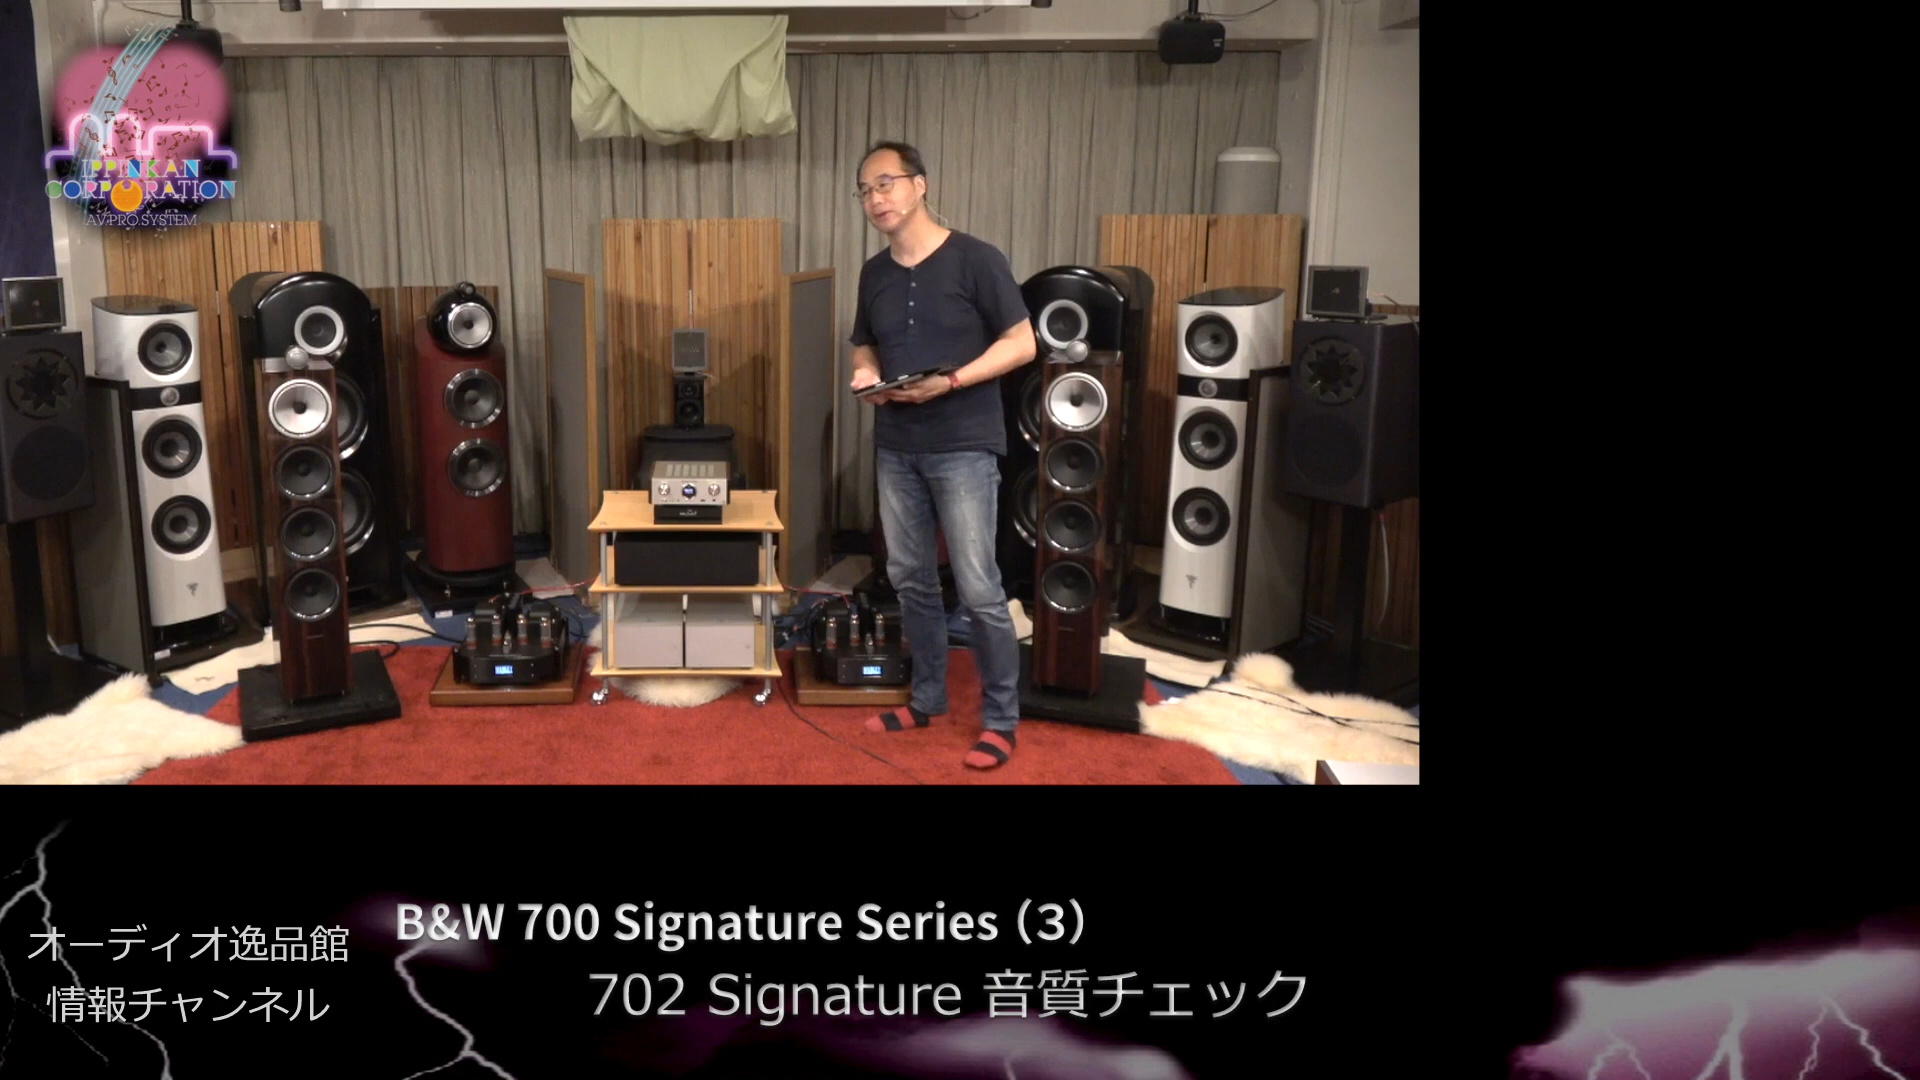 IPPINKAN
CORPORATION
AV.PRO.SYSTEM
オーディオ逸品館
情報チャンネル
B&W 700 Signature Series（3）
702 Signature 音質チェック